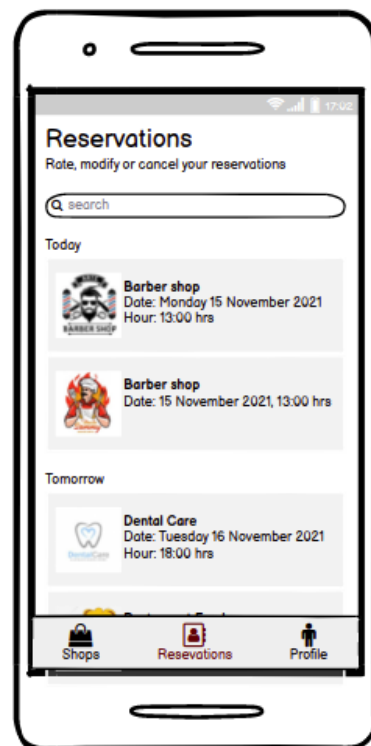 17:02
Reservations
Rate, modify or cancel your reservations
search
Today
Barber shop
Date: Monday 15 November 2021
Hour: 13:00 hrs
BARBER SHOP
Barber shop
Date: 15 November 2021, 13:00 hrs
Tomorrow
Dental Care
Date: Tuesday 16 November 2021
Hour: 18:00 hrs
DentalCare
Shops
Resevations
Profile